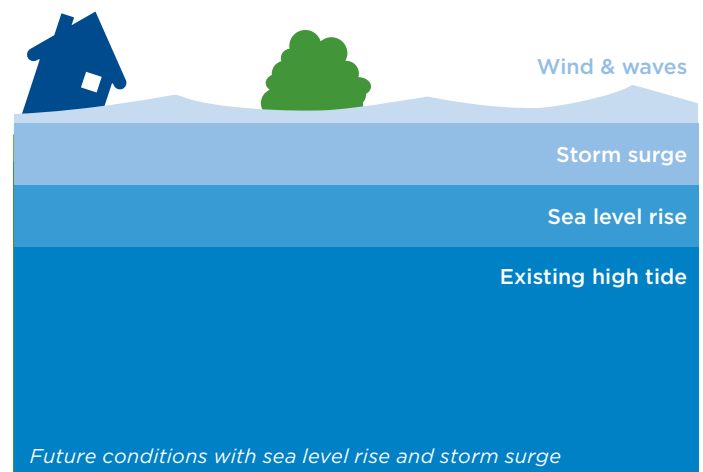 Wind & waves
Storm surge
Sea level rise
Existing high tide
Future conditions with sea level rise and storm surge